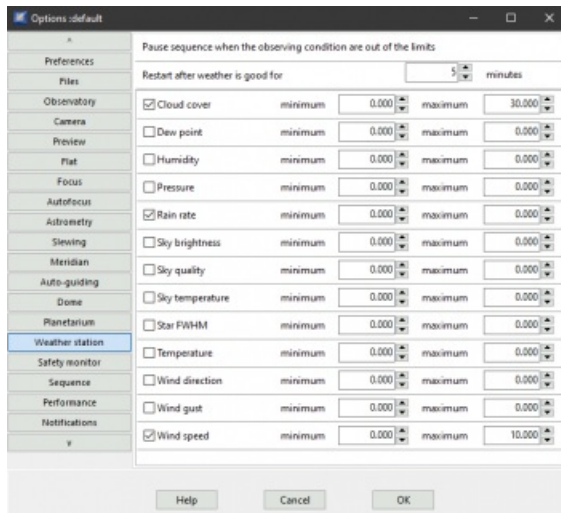 Options :default
Pause sequence when the observing condition are out of the limits
Restart after weather is good for 5 minutes
Preferences
Files
Observatory
Camera
Preview
Flat
Focus
Autofocus
Astrometry
Slewing
Meridian
Auto-guiding
Dome
Planetarium
Weather station
Safety monitor
Sequence
Performance
Notifications
Cloud cover minimum 0.000 maximum 30.000
Dew point minimum 0.000 maximum 0.000
Humidity minimum 0.000 maximum 0.000
Pressure minimum 0.000 maximum 0.000
Rain rate minimum 0.000 maximum 0.000
Sky brightness minimum 0.000 maximum 0.000
Sky quality minimum 0.000 maximum 0.000
Sky temperature minimum 0.000 maximum 0.000
Star FWHM minimum 0.000 maximum 0.000
Temperature minimum 0.000 maximum 0.000
Wind direction minimum 0.000 maximum 0.000
Wind gust minimum 0.000 maximum 0.000
Wind speed minimum 0.000 maximum 10.000
Help Cancel OK